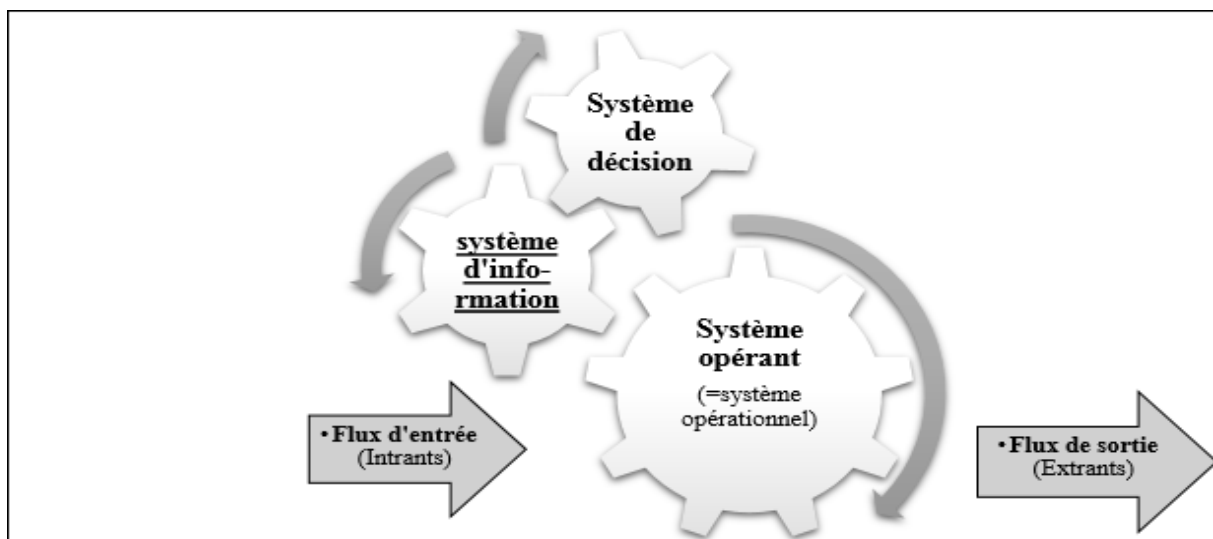 Système
de
décision
système
d'info-
rmation
Système
opérant
(=système
opérationnel)
•Flux d'entrée
(Intrants)
•Flux de sortie
(Extrants)